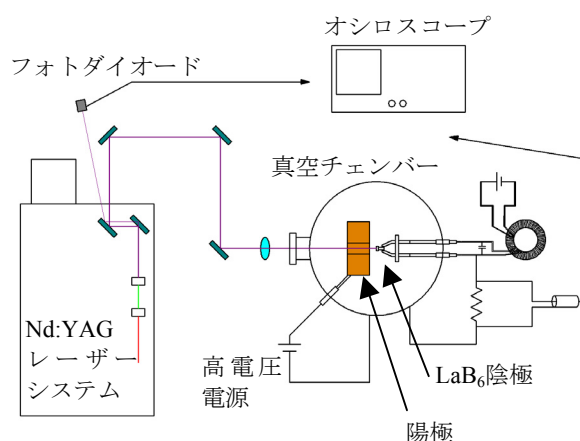 オシロスコープ
フォトダイオード
真空チェンバー
Nd:YAG
レーザー
システム
高電圧
電源
LaB₆陰極
陽極